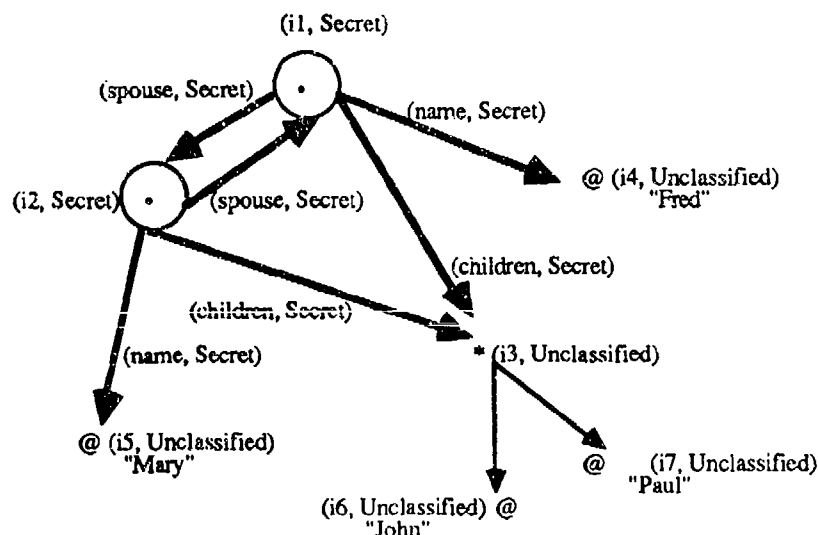 (i1, Secret)
(spouse, Secret)
(name, Secret)
@ (i4, Unclassified)
"Fred"
(i2, Secret)
(spouse, Secret)
(children, Secret)
(children, Secret)
(name, Secret)
* (i3, Unclassified)
@ (i5, Unclassified)
"Mary"
@ (i7, Unclassified)
"Paul"
(i6, Unclassified) @
"John"